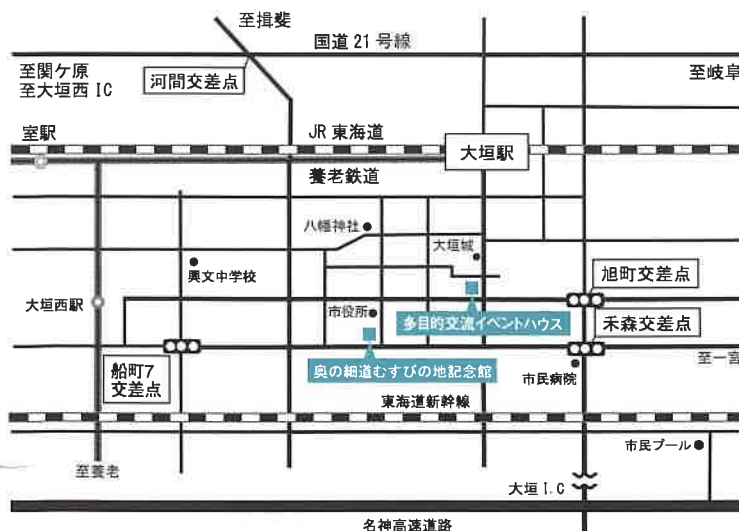 至揖斐
国道21号線
至関ケ原
至大垣西IC
河間交差点
至岐阜
室駅
JR東海道
大垣駅
養老鉄道
八幡神社
大垣城
興文中学校
旭町交差点
大垣西駅
市役所
多目的交流イベントハウス
禾森交差点
船町7
交差点
奥の細道むすびの地記念館
市民病院
至一宮
東海道新幹線
市民プール
至養老
大垣I.C
名神高速道路